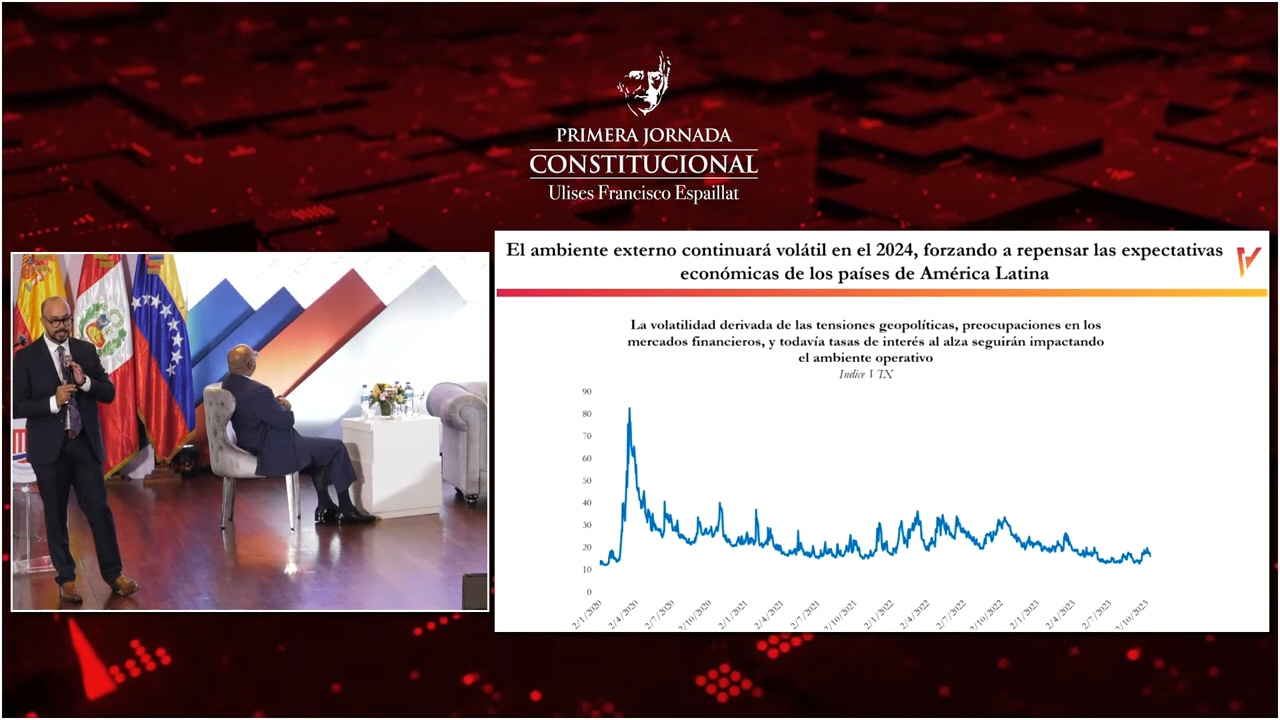 PRIMERA JORNADA
CONSTITUCIONAL
Ulises Francisco Espaillat
El ambiente externo continuará volátil en el 2024, forzando a repensar las expectativas
económicas de los países de América Latina
La volatilidad derivada de las tensiones geopolíticas, preocupaciones en los
mercados financieros, y todavía tasas de interés al alza seguirán impactando
el ambiente operativo
Indice VIX
90
80
70
60
50
40
30
20
10
0
2/1/2020
2/4/2020
2/7/2020
2/10/2020
2/1/2021
2/4/2021
2/7/2021
2/10/2021
2/1/2022
2/4/2022
2/7/2022
2/10/2022
2/1/2023
2/4/2023
2/7/2023
2/10/2023